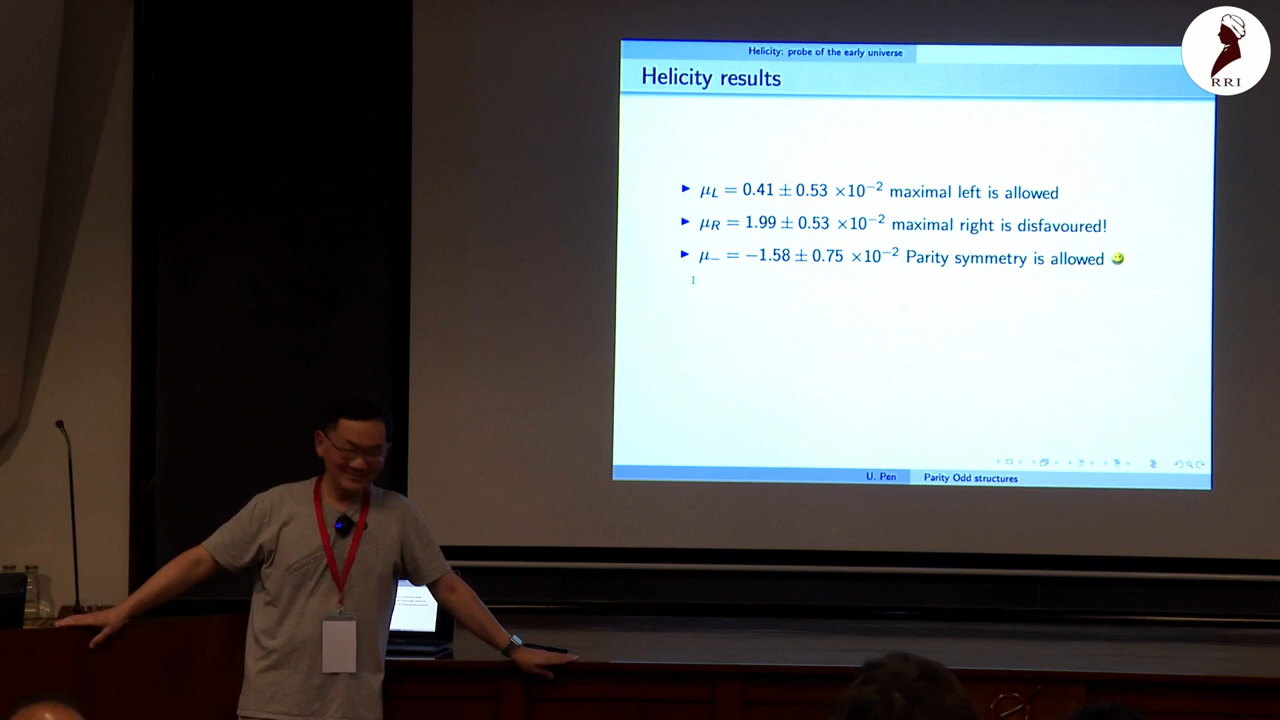 Helicity: probe of the early universe
RRI
Helicity results
► μ_L = 0.41 ± 0.53 ×10⁻² maximal left is allowed
► μ_R = 1.99 ± 0.53 ×10⁻² maximal right is disfavoured!
► μ₋ = −1.58 ± 0.75 ×10⁻² Parity symmetry is allowed
U. Pen Parity Odd structures